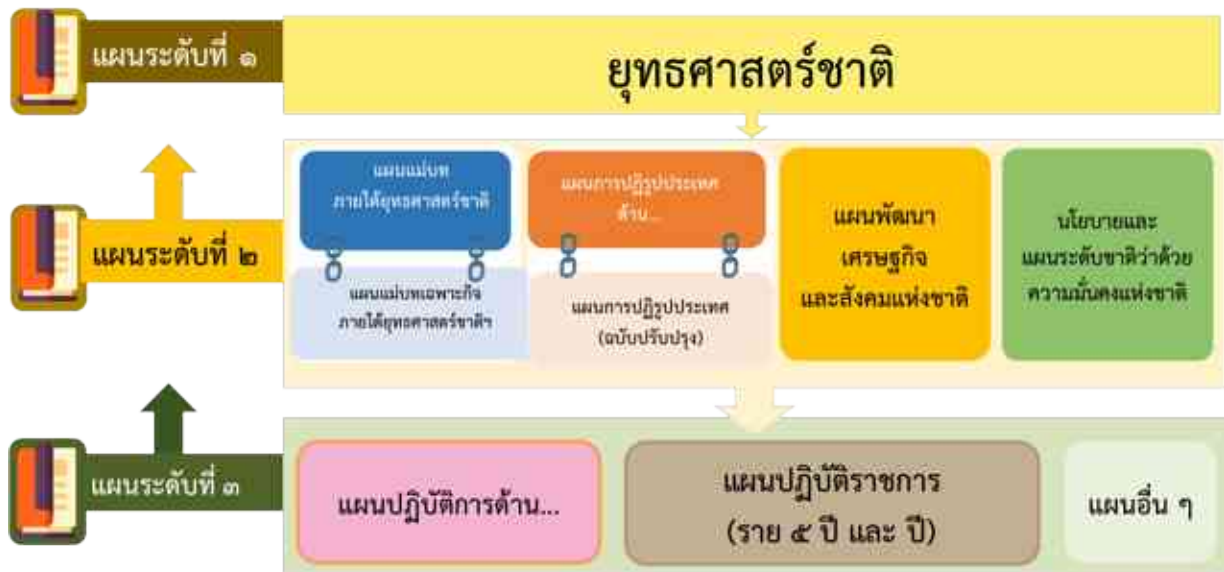 แผนระดับที่ ๑
ยุทธศาสตร์ชาติ
แผนระดับที่ ๒
แผนแม่บท
ภายใต้ยุทธศาสตร์ชาติ
แผนแม่บทเฉพาะกิจ
ภายใต้ยุทธศาสตร์ชาติฯ
แผนการปฏิรูปประเทศ
ด้าน...
แผนการปฏิรูปประเทศ
(ฉบับปรับปรุง)
แผนพัฒนา
เศรษฐกิจ
และสังคมแห่งชาติ
นโยบายและ
แผนระดับชาติว่าด้วย
ความมั่นคงแห่งชาติ
แผนระดับที่ ๓
แผนปฏิบัติการด้าน...
แผนปฏิบัติราชการ
(ราย ๕ ปี และ ปี)
แผนอื่น ๆ